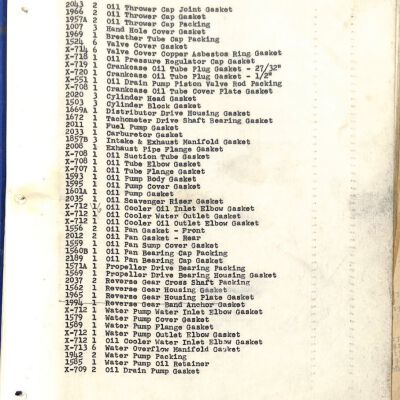 2043 2 Oil Thrower Cap Joint Gasket
1966 2 Oil Thrower Cap Gasket
1957A 2 Oil Thrower Cap Packing
1007 3 Hand Hole Cover Gasket
1969 1 Breather Tube Cap Packing
1524 6 Valve Cover Gasket
X-714 6 Valve Cover Copper Asbestos Ring Gasket
X-718 1 Oil Pressure Regulator Cap Gasket
X-719 1 Crankcase Oil Tube Plug Gasket - 27/32"
X-720 1 Crankcase Oil Tube Plug Gasket - 1/2"
X-551 1 Oil Drain Pump Piston Valve Rod Packing
X-708 1 Crankcase Oil Tube Cover Plate Gasket
2020 3 Cylinder Head Gasket
1503 3 Cylinder Block Gasket
1669A 1 Distributor Drive Housing Gasket
1672 1 Tachometer Drive Shaft Bearing Gasket
2011 1 Fuel Pump Gasket
2033 1 Carburetor Gasket
1857B 3 Intake & Exhaust Manifold Gasket
2008 1 Exhaust Pipe Flange Gasket
X-708 1 Oil Suction Tube Gasket
X-708 1 Oil Tube Elbow Gasket
X-707 1 Oil Tube Flange Gasket
1593 1 Oil Pump Body Gasket
1595 1 Oil Pump Cover Gasket
1601A 1 Oil Pump Gasket
2035 Oil Scavenger Riser Gasket
X-712 Oil Cooler Oil Inlet Elbow Gasket
X-712 Oil Cooler Water Outlet Gasket
X-712 Oil Cooler Oil Outlet Elbow Gasket
1556 2 Oil Pan Gasket - Front
2012 2 Oil Pan Gasket - Rear
1559 1 Oil Pan Sump Cover Gasket
1560B 1 Oil Pan Bearing Cap Packing
2189 1 Oil Pan Bearing Cap Gasket
1571A 1 Propeller Drive Bearing Packing
1569 1 Propeller Drive Bearing Housing Gasket
2037 2 Reverse Gear Cross Shaft Packing
1562 1 Reverse Gear Housing Gasket
1965 1 Reverse Gear Housing Plate Gasket
1994 1 Reverse Gear Band Anchor Gasket
X-712 1 Water Pump Water Inlet Elbow Gasket
1579 1 Water Pump Cover Gasket
1589 1 Water Pump Flange Gasket
X-712 1 Water Pump Outlet Elbow Gasket
X-712 1 Oil Cooler Water Inlet Elbow Gasket
X-713 6 Water Overflow Manifold Gasket
1942 2 Water Pump Packing
1585 1 Water Pump Oil Retainer
X-709 2 Oil Drain Pump Gasket